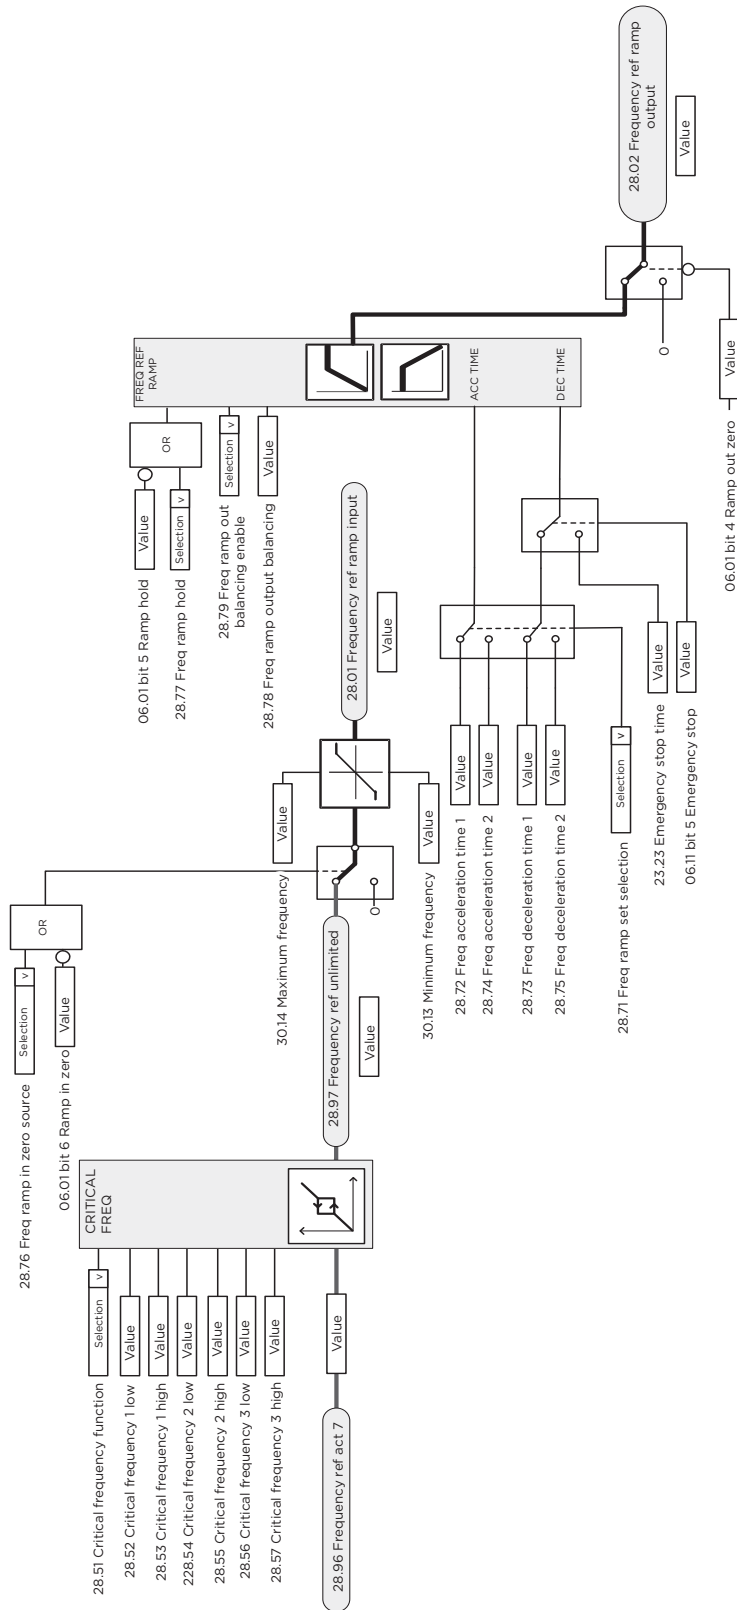 28.96 Frequency ref act 7
Value
28.51 Critical frequency function
Selection
v
28.52 Critical frequency 1 low
Value
28.53 Critical frequency 1 high
Value
228.54 Critical frequency 2 low
Value
28.55 Critical frequency 2 high
Value
28.56 Critical frequency 3 low
Value
28.57 Critical frequency 3 high
Value
CRITICAL
FREQ
28.76 Freq ramp in zero source
Selection
v
06.01 bit 6 Ramp in zero
Value
OR
28.97 Frequency ref unlimited
Value
0
30.14 Maximum frequency
Value
30.13 Minimum frequency
Value
28.01 Frequency ref ramp input
Value
06.01 bit 5 Ramp hold
Value
28.77 Freq ramp hold
Selection
v
OR
28.79 Freq ramp out
balancing enable
Selection
v
28.78 Freq ramp output balancing
Value
28.72 Freq acceleration time 1
Value
28.74 Freq acceleration time 2
Value
28.73 Freq deceleration time 1
Value
28.75 Freq deceleration time 2
Value
28.71 Freq ramp set selection
Selection
v
23.23 Emergency stop time
Value
06.11 bit 5 Emergency stop
Value
FREQ REF
RAMP
ACC TIME
DEC TIME
0
06.01 bit 4 Ramp out zero
Value
28.02 Frequency ref ramp
output
Value